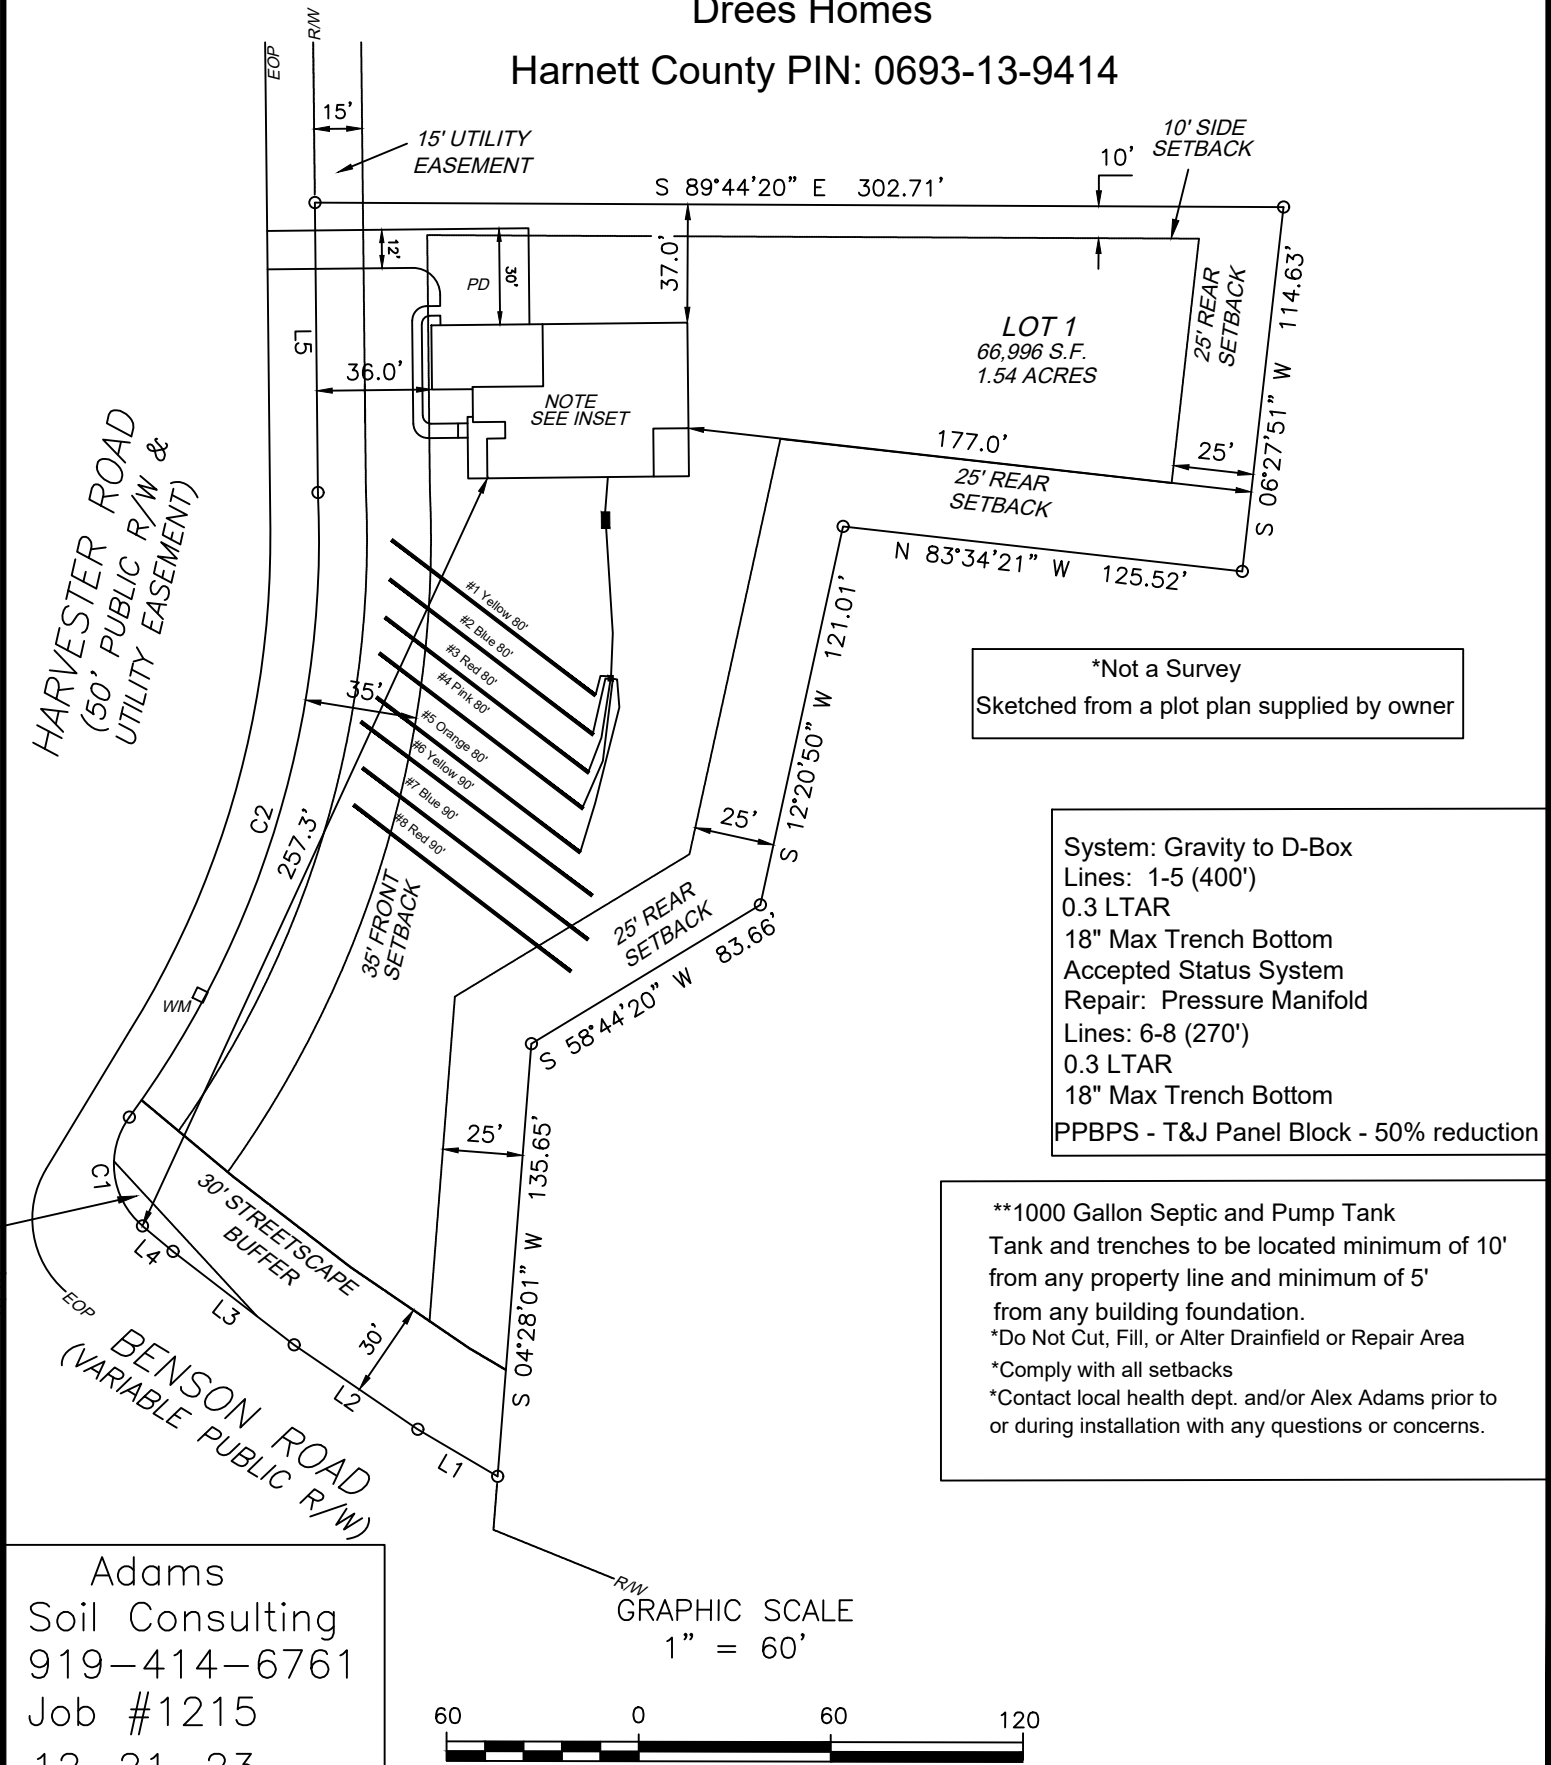 Drees Homes
Harnett County PIN: 0693-13-9414
EOP
R/W
15'
15' UTILITY
EASEMENT
10' SIDE
SETBACK
10'
S 89°44'20" E 302.71'
12'
PD
30'
37.0'
LOT 1
66,996 S.F.
1.54 ACRES
25' REAR
SETBACK
S 06°27'51" W 114.63'
L5
36.0'
NOTE
SEE INSET
177.0'
25'
25' REAR
SETBACK
N 83°34'21" W 125.52'
HARVESTER ROAD
(50' PUBLIC R/W &
UTILITY EASEMENT)
#1 Yellow 80'
#2 Blue 80'
#3 Red 80'
#4 Pink 80'
#5 Orange 80'
#6 Yellow 90'
#7 Blue 90'
#8 Red 90'
35'
S 12°20'50" W 121.01'
25'
*Not a Survey
Sketched from a plot plan supplied by owner
C2
257.3'
35' FRONT
SETBACK
25' REAR
SETBACK
S 58°44'20" W 83.66'
WM
System: Gravity to D-Box
Lines: 1-5 (400')
0.3 LTAR
18" Max Trench Bottom
Accepted Status System
Repair: Pressure Manifold
Lines: 6-8 (270')
0.3 LTAR
18" Max Trench Bottom
PPBPS - T&J Panel Block - 50% reduction
25'
S 04°28'01" W 135.65'
C1
30' STREETSCAPE
BUFFER
L4
L3
30'
L2
L1
EOP
BENSON ROAD
(VARIABLE PUBLIC R/W)
R/W
**1000 Gallon Septic and Pump Tank
Tank and trenches to be located minimum of 10'
from any property line and minimum of 5'
from any building foundation.
*Do Not Cut, Fill, or Alter Drainfield or Repair Area
*Comply with all setbacks
*Contact local health dept. and/or Alex Adams prior to
or during installation with any questions or concerns.
Adams
Soil Consulting
919-414-6761
Job #1215
GRAPHIC SCALE
1" = 60'
60 0 60 120